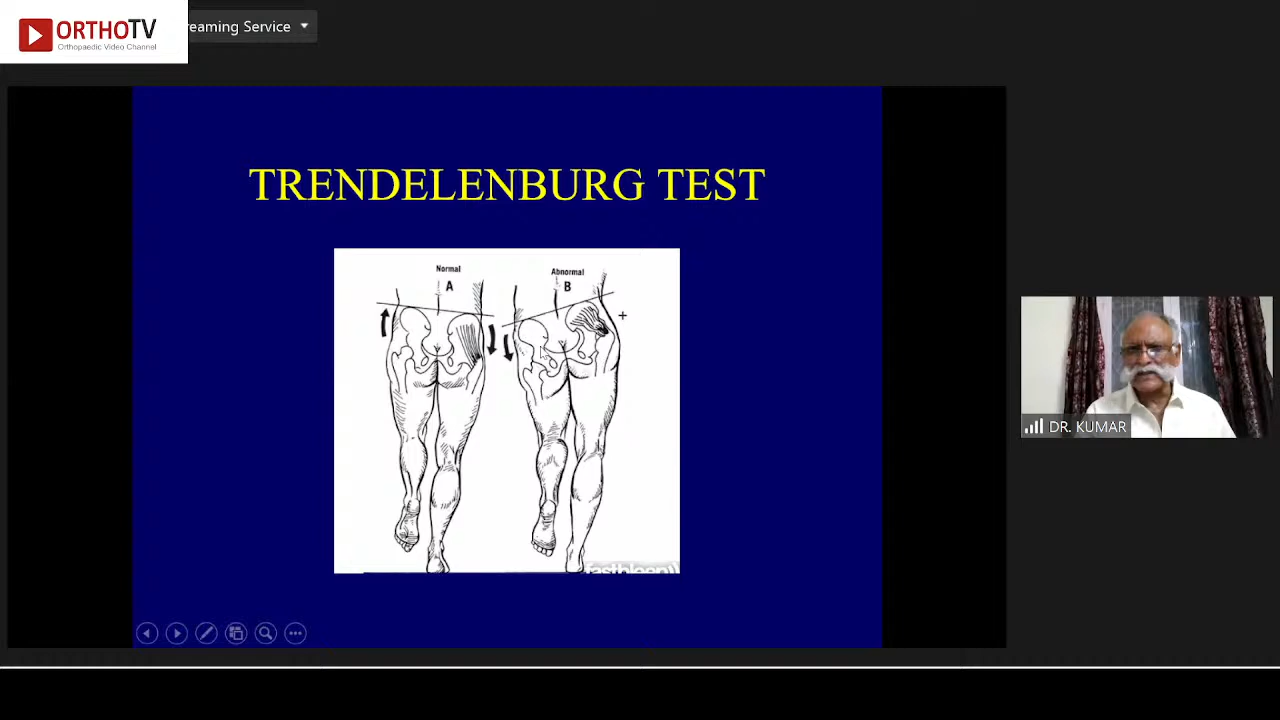 ORTHOTV
Orthopaedic Video Channel
reaming Service
TRENDELENBURG TEST
Normal
A
Abnormal
B
DR. KUMAR